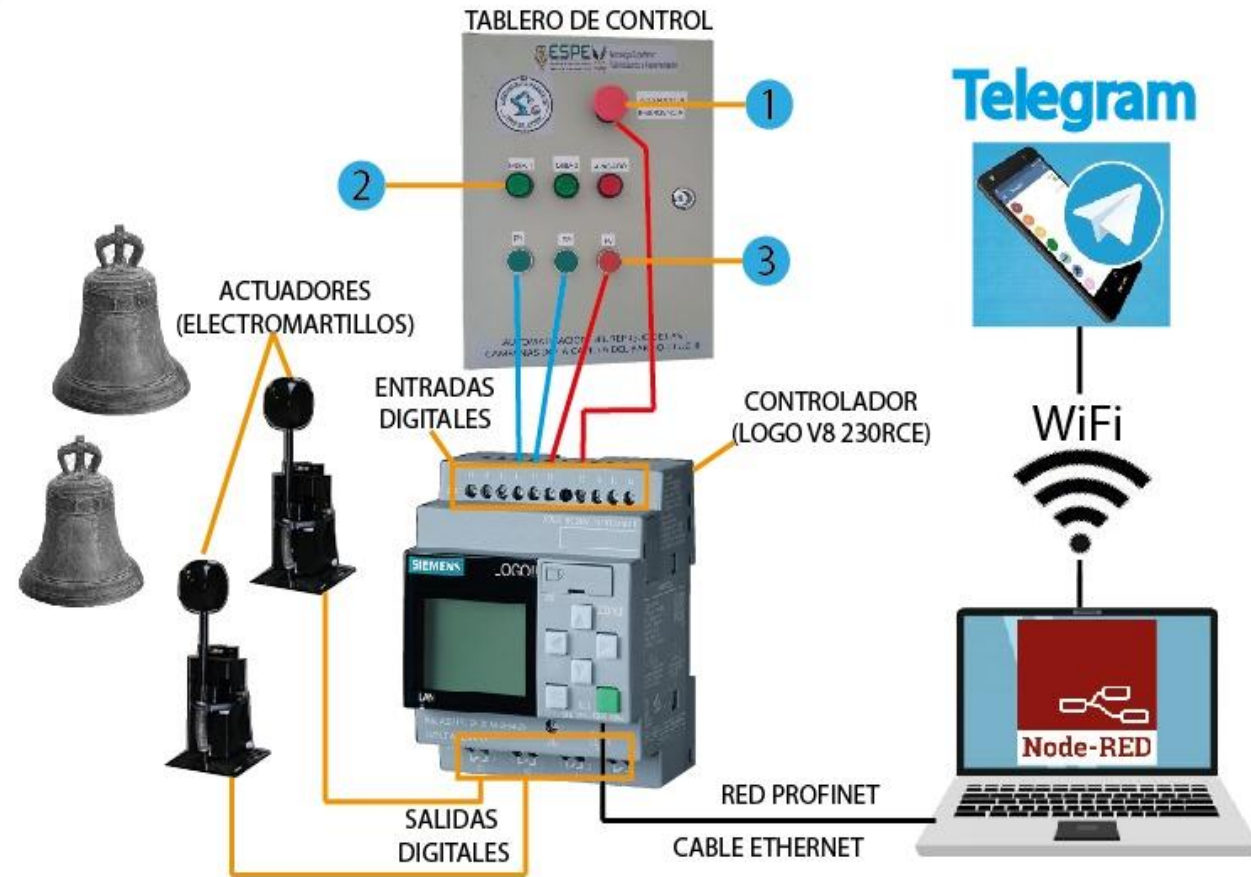 TABLERO DE CONTROL
ESPE
1
2
3
Telegram
ACTUADORES
(ELECTROMARTILLOS)
ENTRADAS
DIGITALES
CONTROLADOR
(LOGO V8 230RCE)
WiFi
SIEMENS
LOGO!
LAN
Node-RED
SALIDAS
DIGITALES
RED PROFINET
CABLE ETHERNET